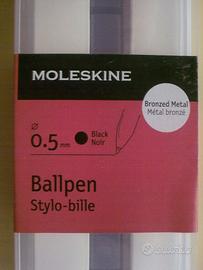 MOLESKINE
Bronzed Metal
Métal bronzé
Ø
0.5 mm
Black
Noir
Ballpen
Stylo-bille